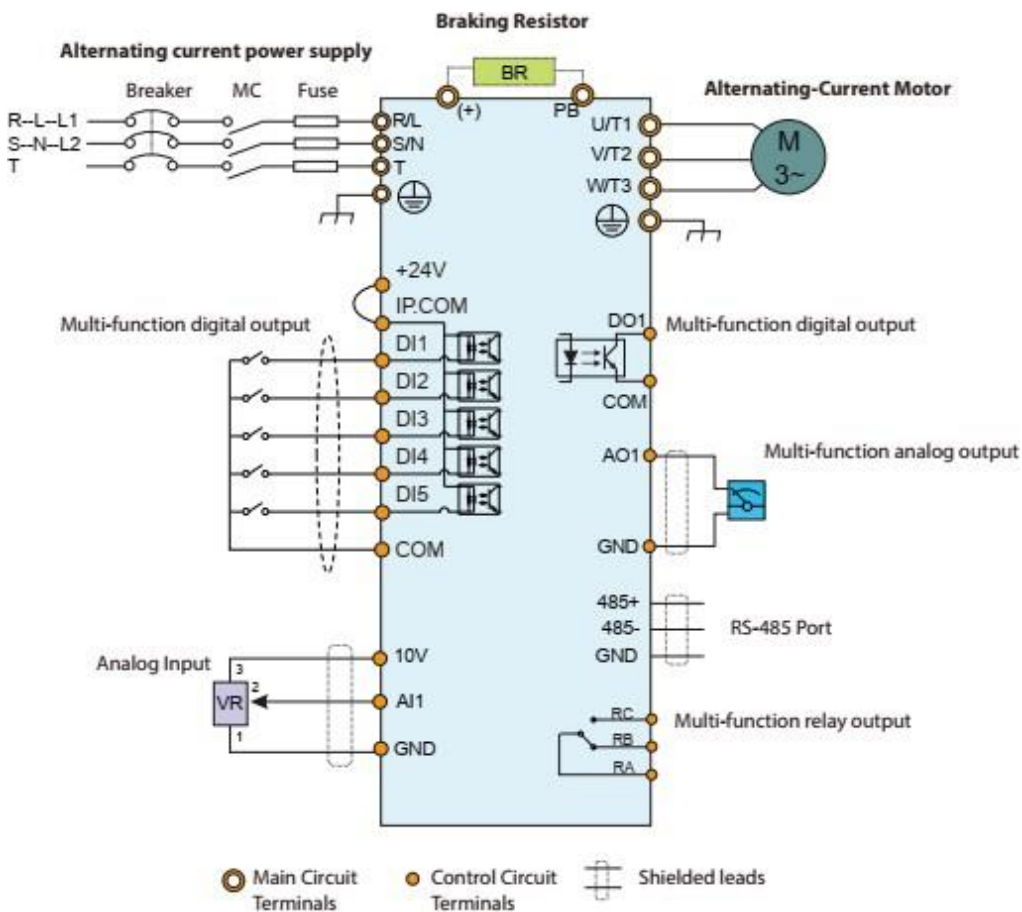 Braking Resistor
Alternating current power supply
BR
Alternating-Current Motor
Breaker MC Fuse
(+) PB
R--L--L1
S--N--L2
T
R/L
S/N
T
U/T1
V/T2
W/T3
M
3~
+24V
IP.COM
Multi-function digital output
DI1
DI2
DI3
DI4
DI5
COM
DO1
Multi-function digital output
COM
AO1
Multi-function analog output
GND
485+
485-
GND
RS-485 Port
Analog Input
10V
3
2
VR
1
AI1
GND
RC
RB
RA
Multi-function relay output
Main Circuit
Terminals
Control Circuit
Terminals
Shielded leads